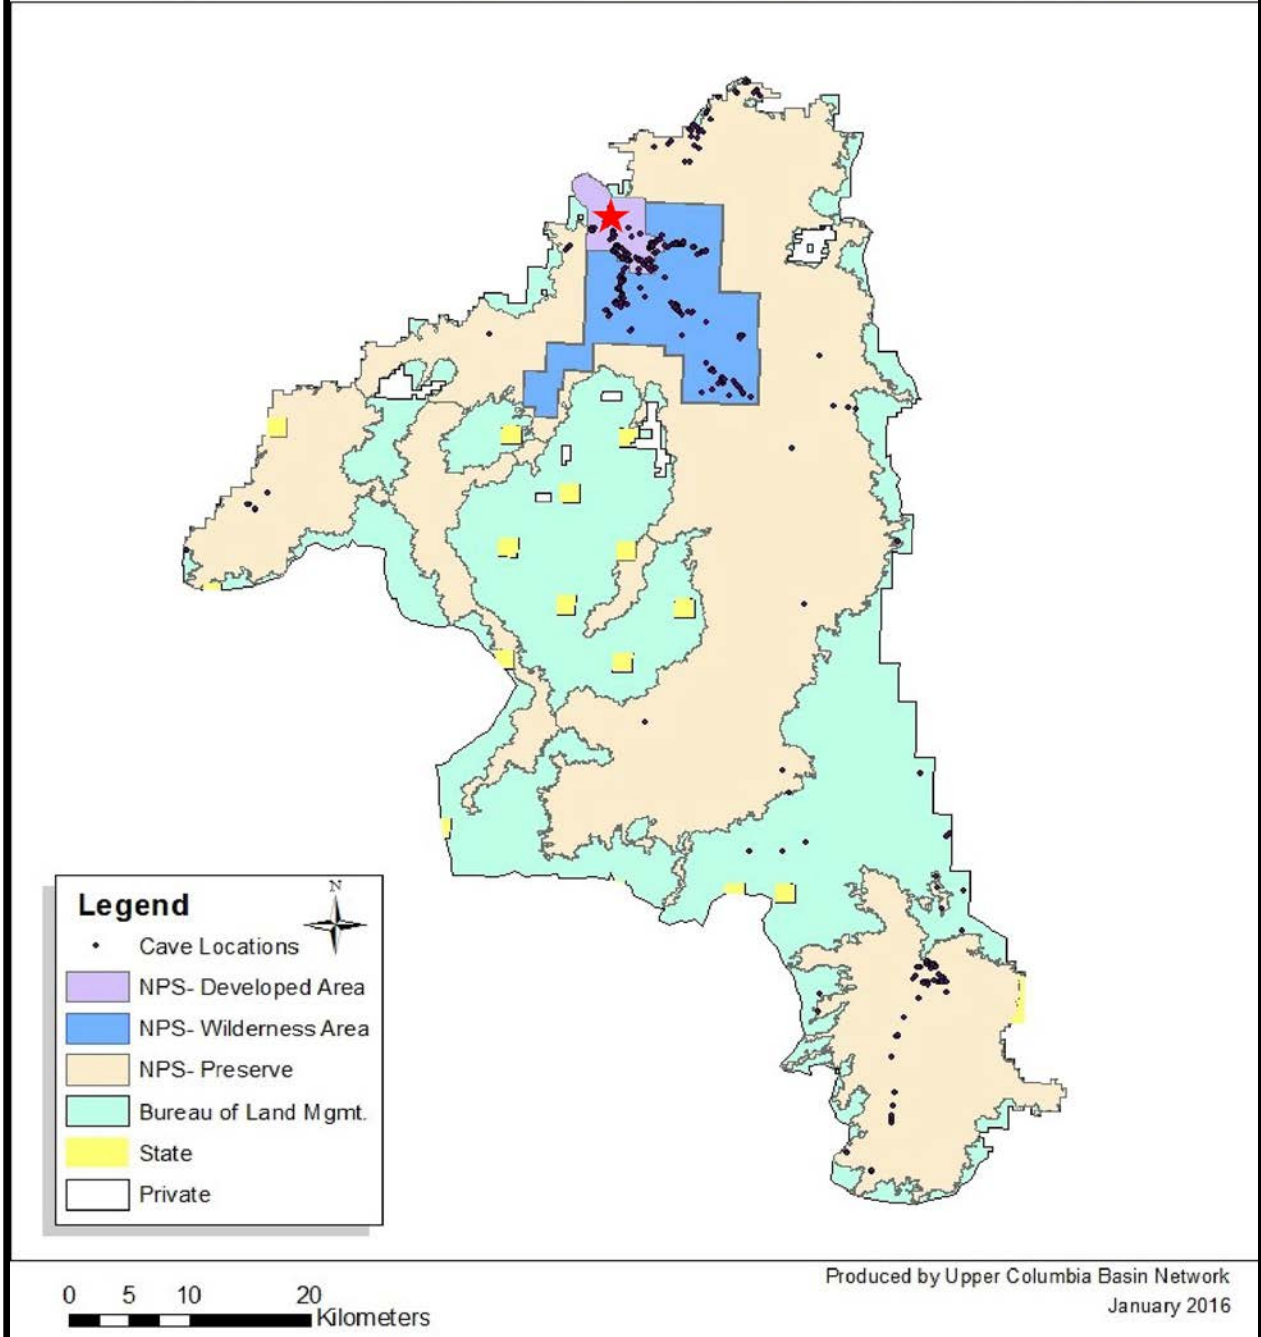 Legend
N
Cave Locations
NPS- Developed Area
NPS- Wilderness Area
NPS- Preserve
Bureau of Land Mgmt.
State
Private
0 5 10 20
Kilometers
Produced by Upper Columbia Basin Network
January 2016